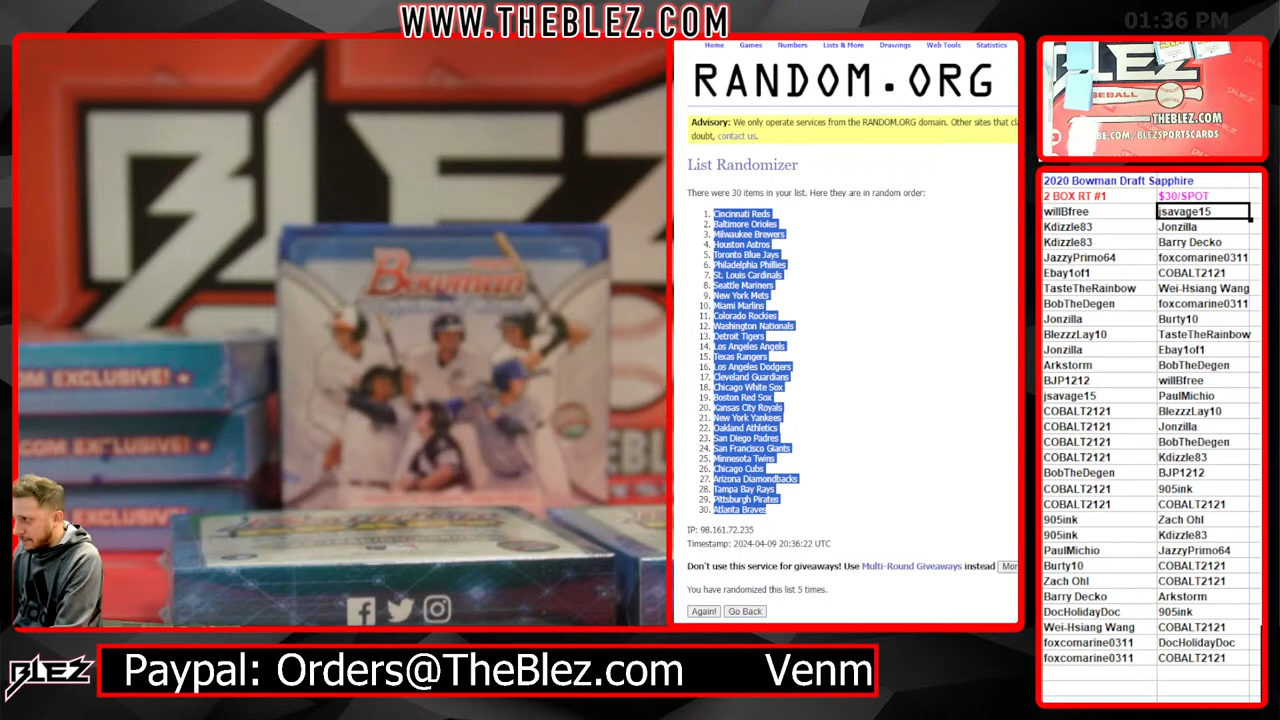 WWW.THEBLEZ.COM
01:36 PM
BLEZ
Bowman
Home Games Numbers Lists & More Drawings Web Tools Statistics
RANDOM.ORG
Advisory: We only operate services from the RANDOM.ORG domain. Other sites that
doubt, contact us.
List Randomizer
There were 30 items in your list. Here they are in random order:
1. Cincinnati Reds
2. Baltimore Orioles
3. Milwaukee Brewers
4. Houston Astros
5. Toronto Blue Jays
6. Philadelphia Phillies
7. St. Louis Cardinals
8. Seattle Mariners
9. New York Mets
10. Miami Marlins
11. Colorado Rockies
12. Washington Nationals
13. Detroit Tigers
14. Los Angeles Angels
15. Texas Rangers
16. Los Angeles Dodgers
17. Cleveland Guardians
18. Chicago White Sox
19. Boston Red Sox
20. Kansas City Royals
21. New York Yankees
22. Oakland Athletics
23. San Diego Padres
24. San Francisco Giants
25. Minnesota Twins
26. Chicago Cubs
27. Arizona Diamondbacks
28. Tampa Bay Rays
29. Pittsburgh Pirates
30. Atlanta Braves
IP: 98.161.72.235
Timestamp: 2024-04-09 20:36:22 UTC
Don't use this service for giveaways! Use Multi-Round Giveaways instead
You have randomized this list 5 times.
Again! Go Back
THEBLEZ.COM
2020 Bowman Draft Sapphire
2 BOX RT #1 $30/SPOT
willBfree jsavage15
Kdizzle83 Jonzilla
Kdizzle83 Barry Decko
JazzyPrimo64 foxcomarine0311
Ebay1of1 COBALT2121
TasteTheRainbow Wei-Hsiang Wang
BobTheDegen foxcomarine0311
Jonzilla Burty10
BlezzzLay10 TasteTheRainbow
Jonzilla Ebay1of1
Arkstorm BobTheDegen
BJP1212 willBfree
jsavage15 PaulMichio
COBALT2121 BlezzzLay10
COBALT2121 Jonzilla
COBALT2121 BobTheDegen
COBALT2121 Kdizzle83
BobTheDegen BJP1212
COBALT2121 905ink
COBALT2121 COBALT2121
905ink Zach Ohl
905ink Kdizzle83
PaulMichio JazzyPrimo64
Burty10 COBALT2121
Zach Ohl COBALT2121
Barry Decko Arkstorm
DocHolidayDoc 905ink
Wei-Hsiang Wang COBALT2121
foxcomarine0311 DocHolidayDoc
foxcomarine0311 COBALT2121
BLEZ
Paypal: Orders@TheBlez.com Venm